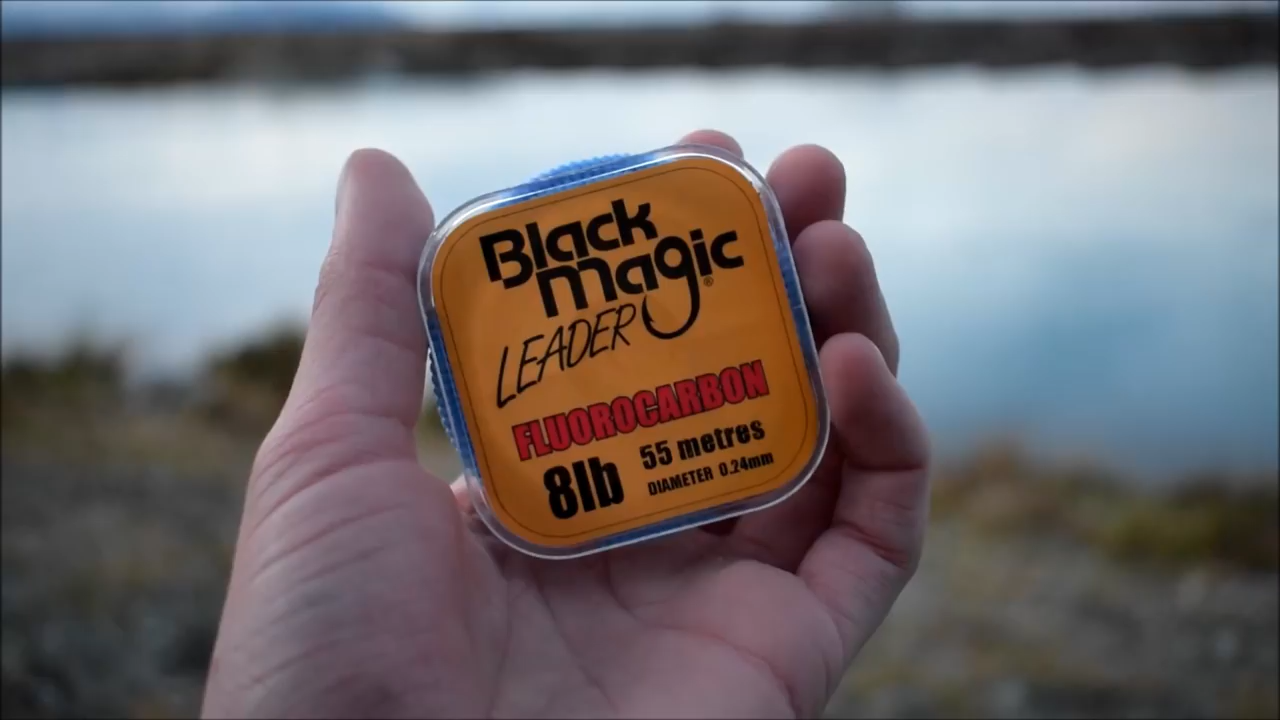 Black
magic®
LEADER
FLUOROCARBON
8lb
55 metres
DIAMETER 0.24mm